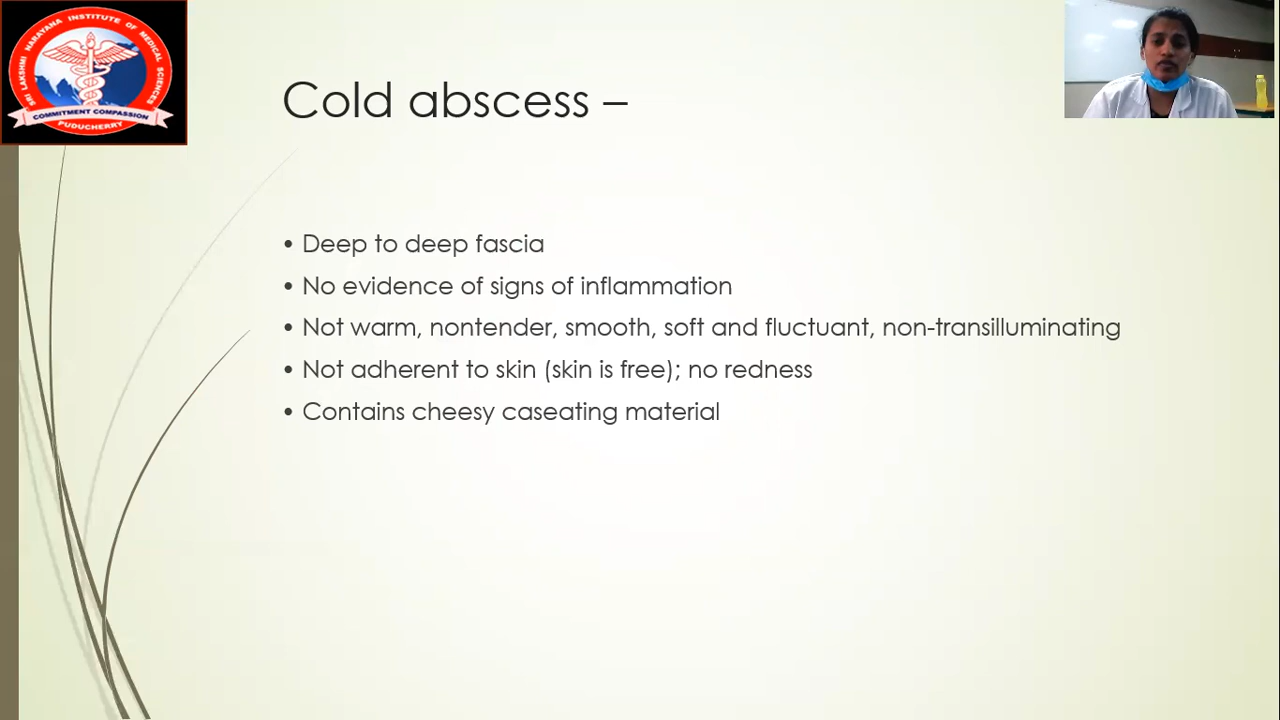 SRI LAKSHMI NARAYANA INSTITUTE OF MEDICAL SCIENCES
COMMITMENT COMPASSION
PUDUCHERRY
Cold abscess –
• Deep to deep fascia
• No evidence of signs of inflammation
• Not warm, nontender, smooth, soft and fluctuant, non-transilluminating
• Not adherent to skin (skin is free); no redness
• Contains cheesy caseating material